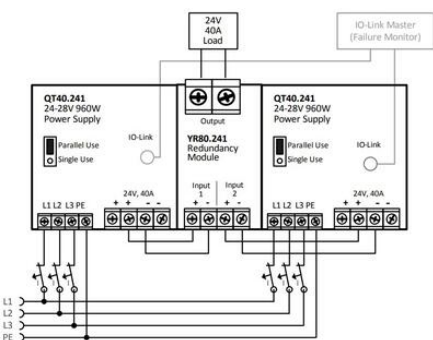 24V
40A
Load
IO-Link Master
(Failure Monitor)
QT40.241
24-28V 960W
Power Supply
Parallel Use
Single Use
IO-Link
24V, 40A
+ + - -
L1 L2 L3 PE
Output
YR80.241
Redundancy
Module
Input
1
Input
2
+ - + -
QT40.241
24-28V 960W
Power Supply
Parallel Use
Single Use
IO-Link
24V, 40A
+ + - -
L1 L2 L3 PE
L1
L2
L3
PE